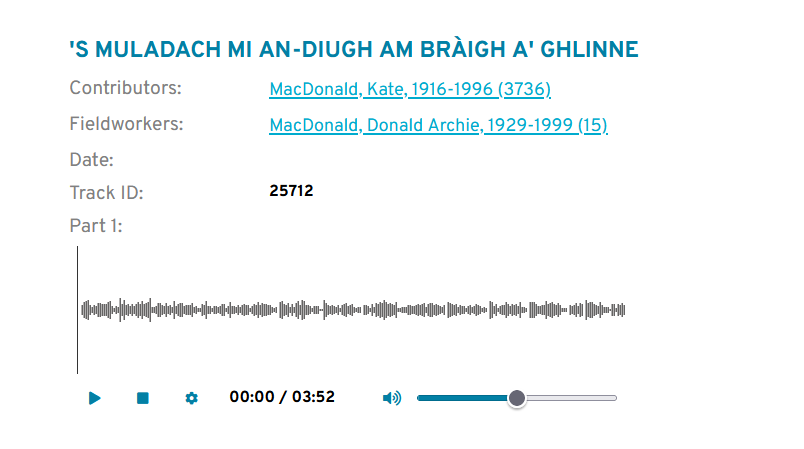 'S MULADACH MI AN-DIUGH AM BRÀIGH A' GHLINNE
Contributors: MacDonald, Kate, 1916-1996 (3736)
Fieldworkers: MacDonald, Donald Archie, 1929-1999 (15)
Date:
Track ID: 25712
Part 1:
00:00 / 03:52